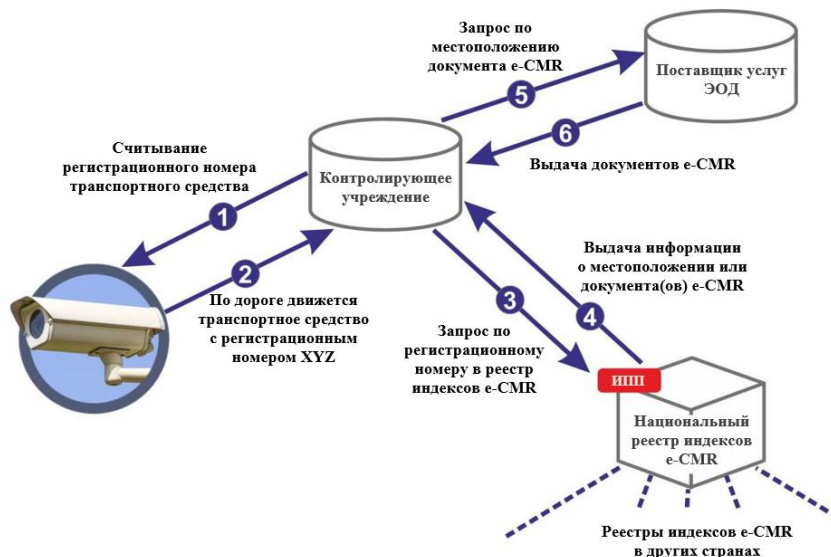 Запрос по
местоположению
документа e-CMR
5
Поставщик услуг
ЭОД
6
Выдача документов e-CMR
Считывание
регистрационного номера
транспортного средства
1
Контролирующее
учреждение
2
По дороге движется
транспортное средство
с регистрационным
номером XYZ
3
Запрос по
регистрационному
номеру в реестр
индексов e-CMR
Выдача информации
о местоположении или
документа(ов) e-CMR
4
ИПП
Национальный
реестр индексов
e-CMR
Реестры индексов e-CMR
в других странах